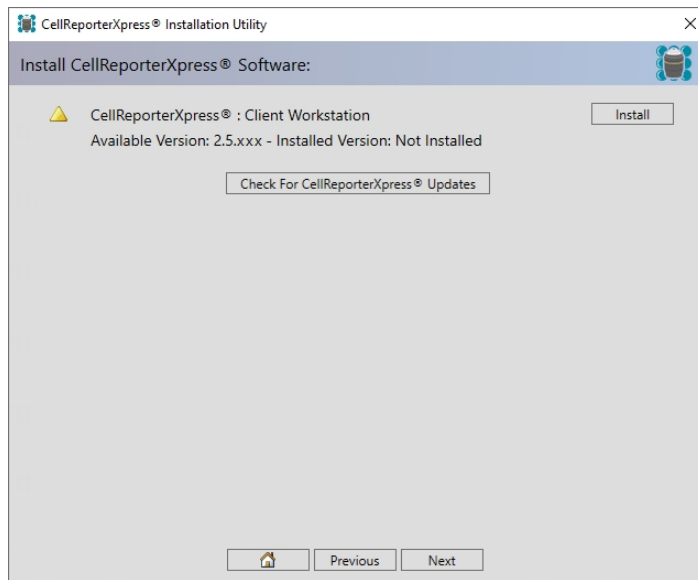 CellReporterXpress® Installation Utility
Install CellReporterXpress® Software:
CellReporterXpress® : Client Workstation
Install
Available Version: 2.5.xxx - Installed Version: Not Installed
Check For CellReporterXpress® Updates
Previous
Next